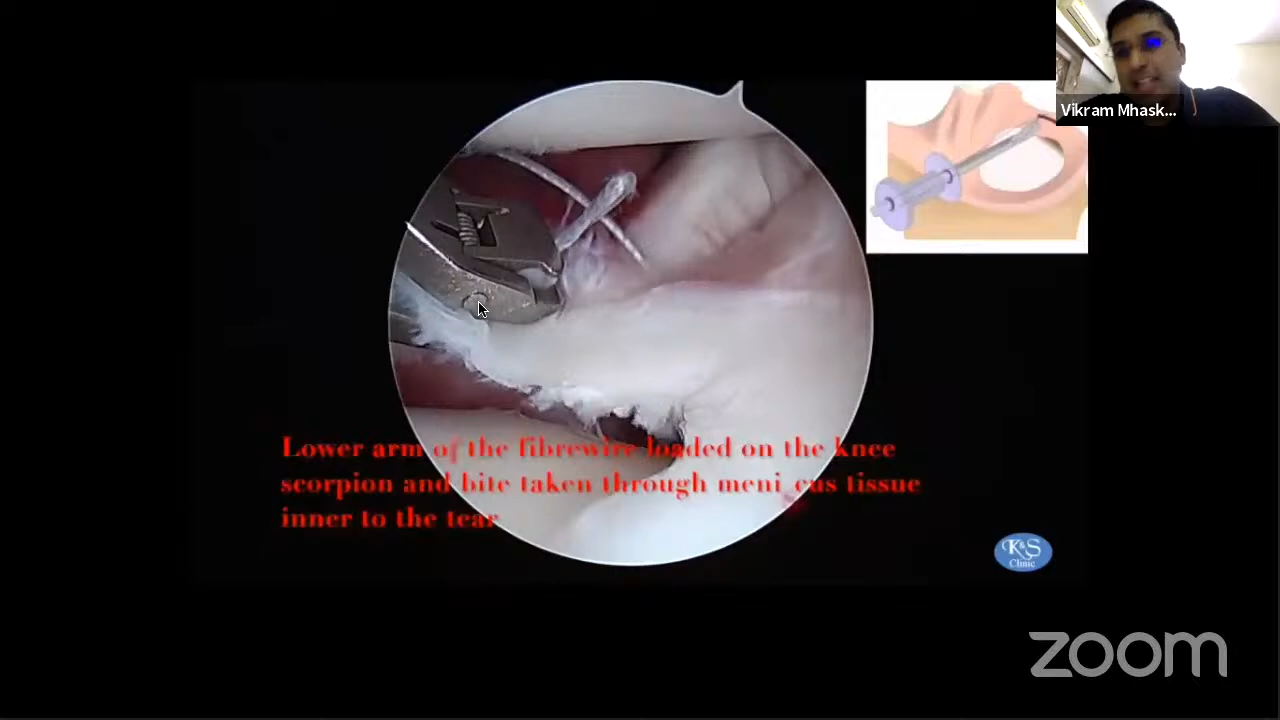 Vikram Mhask...
Lower arm of the fibrewire loaded on the knee
scorpion and bite taken through meni cus tissue
inner to the tear
K&S
Clinic
zoom